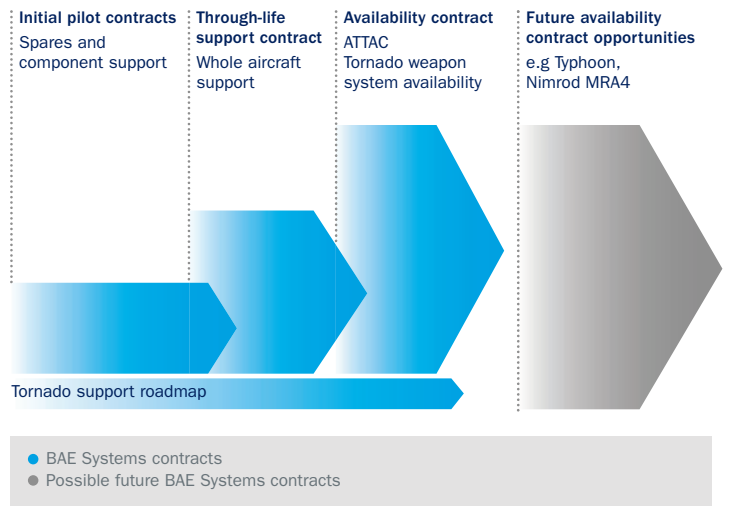 Initial pilot contracts
Spares and
component support
Through-life
support contract
Whole aircraft
support
Availability contract
ATTAC
Tornado weapon
system availability
Future availability
contract opportunities
e.g Typhoon,
Nimrod MRA4
Tornado support roadmap
BAE Systems contracts
Possible future BAE Systems contracts